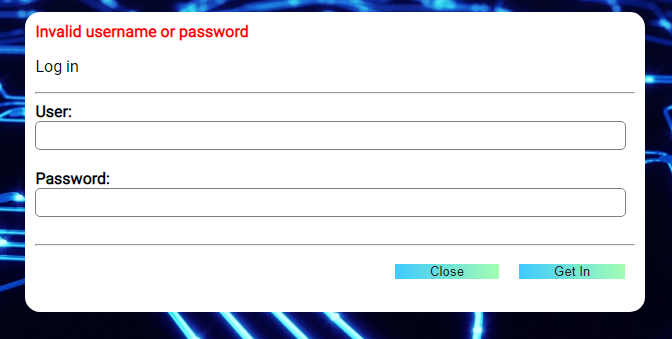 Invalid username or password
Log in
User:
Password:
Close Get In